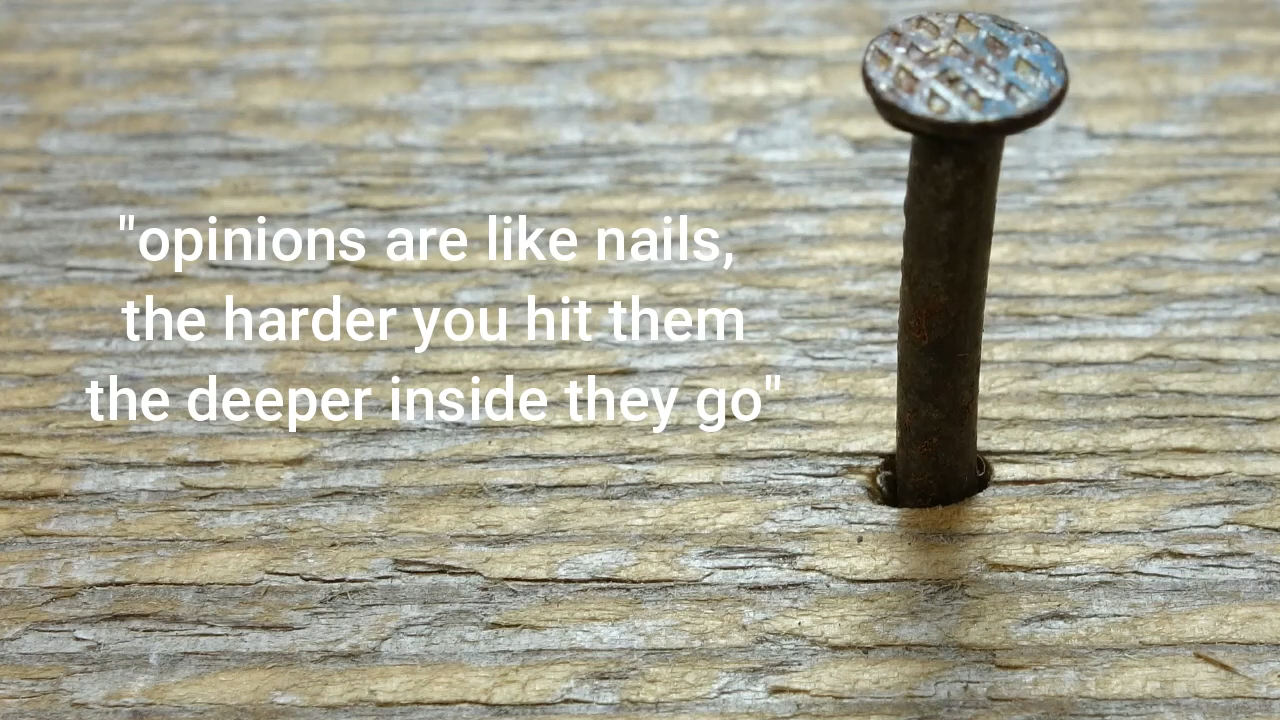 "opinions are like nails,
the harder you hit them
the deeper inside they go"